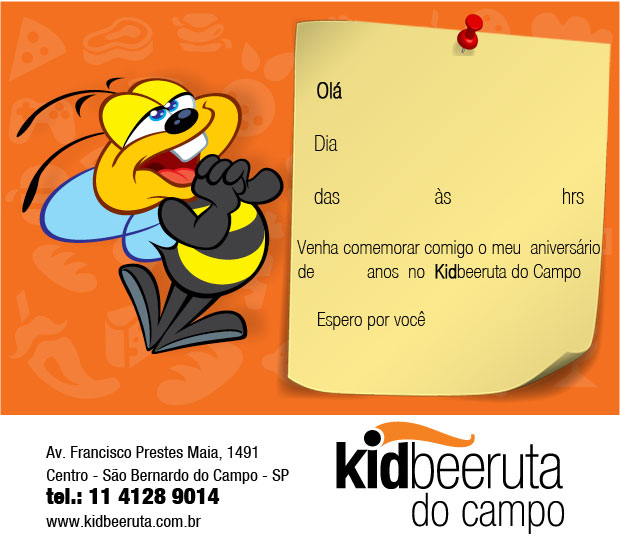 Olá
Dia
das às hrs
Venha comemorar comigo o meu aniversário
de anos no Kidbeeruta do Campo
Espero por você
Av. Francisco Prestes Maia, 1491
Centro - São Bernardo do Campo - SP
tel.: 11 4128 9014
www.kidbeeruta.com.br
kidbeeruta
do campo